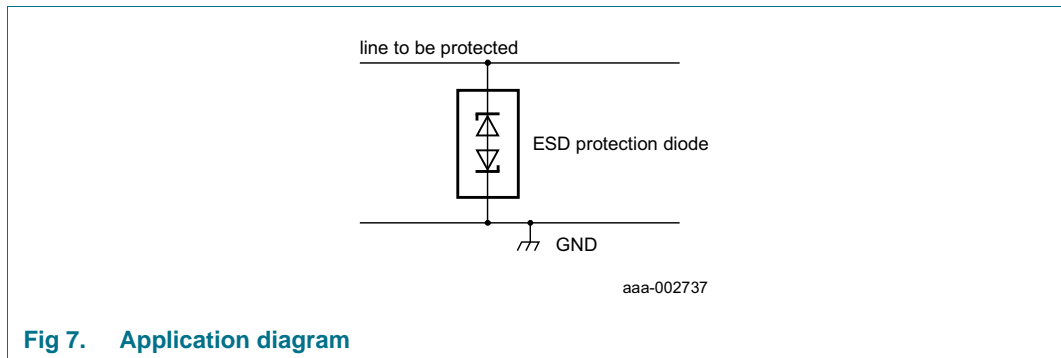 line to be protected
ESD protection diode
GND
aaa-002737
Fig 7. Application diagram